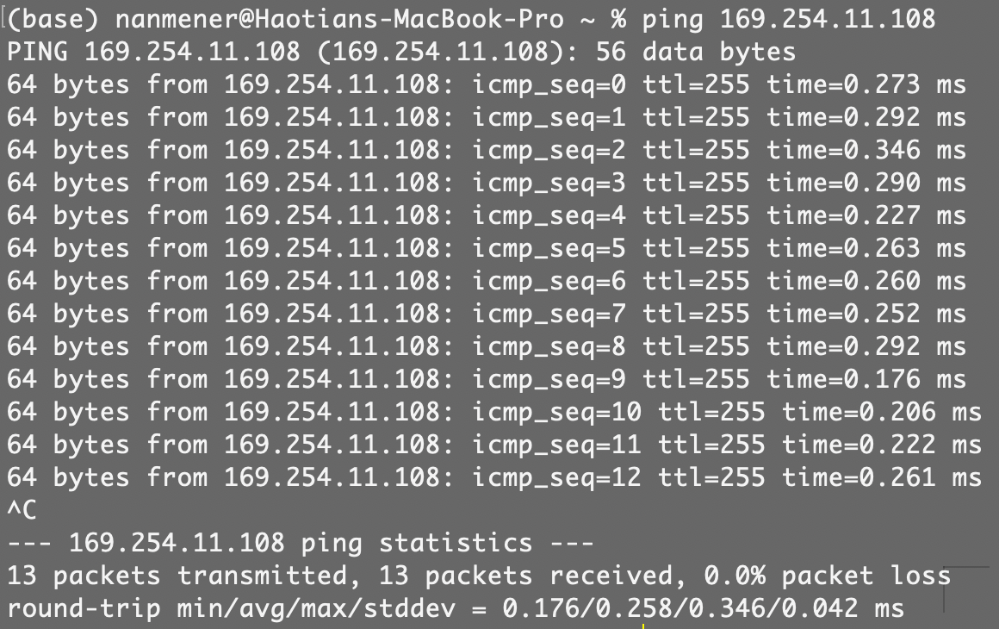 (base) nanmener@Haotians-MacBook-Pro ~ % ping 169.254.11.108
PING 169.254.11.108 (169.254.11.108): 56 data bytes
64 bytes from 169.254.11.108: icmp_seq=0 ttl=255 time=0.273 ms
64 bytes from 169.254.11.108: icmp_seq=1 ttl=255 time=0.292 ms
64 bytes from 169.254.11.108: icmp_seq=2 ttl=255 time=0.346 ms
64 bytes from 169.254.11.108: icmp_seq=3 ttl=255 time=0.290 ms
64 bytes from 169.254.11.108: icmp_seq=4 ttl=255 time=0.227 ms
64 bytes from 169.254.11.108: icmp_seq=5 ttl=255 time=0.263 ms
64 bytes from 169.254.11.108: icmp_seq=6 ttl=255 time=0.260 ms
64 bytes from 169.254.11.108: icmp_seq=7 ttl=255 time=0.252 ms
64 bytes from 169.254.11.108: icmp_seq=8 ttl=255 time=0.292 ms
64 bytes from 169.254.11.108: icmp_seq=9 ttl=255 time=0.176 ms
64 bytes from 169.254.11.108: icmp_seq=10 ttl=255 time=0.206 ms
64 bytes from 169.254.11.108: icmp_seq=11 ttl=255 time=0.222 ms
64 bytes from 169.254.11.108: icmp_seq=12 ttl=255 time=0.261 ms
^C
--- 169.254.11.108 ping statistics ---
13 packets transmitted, 13 packets received, 0.0% packet loss
round-trip min/avg/max/stddev = 0.176/0.258/0.346/0.042 ms